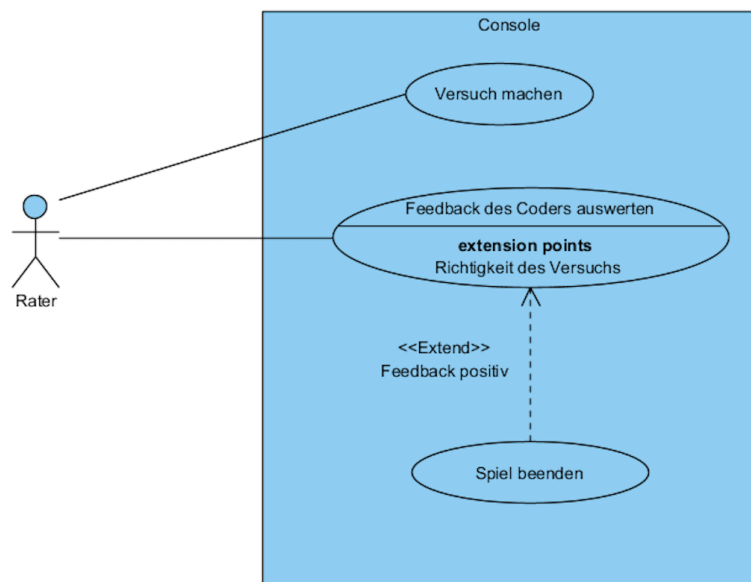 Console
Versuch machen
Feedback des Coders auswerten
extension points
Richtigkeit des Versuchs
Rater
<<Extend>>
Feedback positiv
Spiel beenden